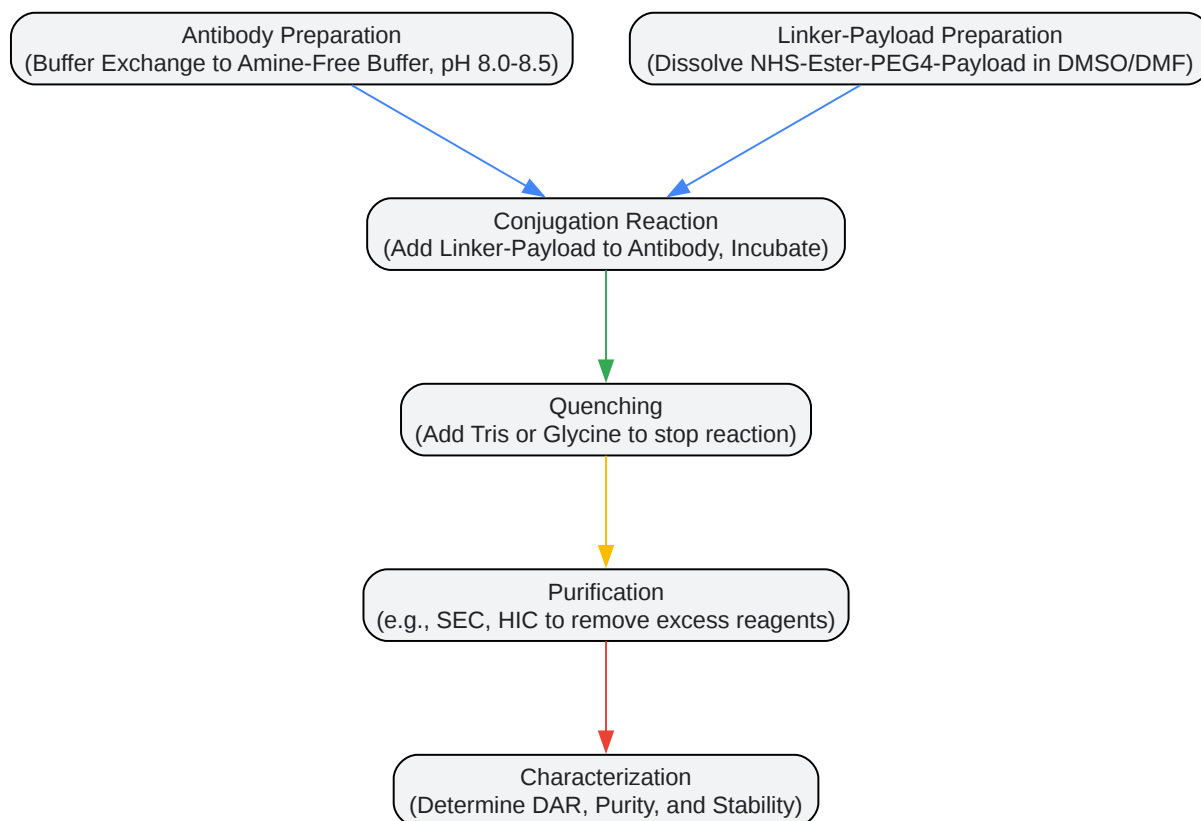 Antibody Preparation
(Buffer Exchange to Amine-Free Buffer, pH 8.0-8.5)
Linker-Payload Preparation
(Dissolve NHS-Ester-PEG4-Payload in DMSO/DMF)
Conjugation Reaction
(Add Linker-Payload to Antibody, Incubate)
Quenching
(Add Tris or Glycine to stop reaction)
Purification
(e.g., SEC, HIC to remove excess reagents)
Characterization
(Determine DAR, Purity, and Stability)